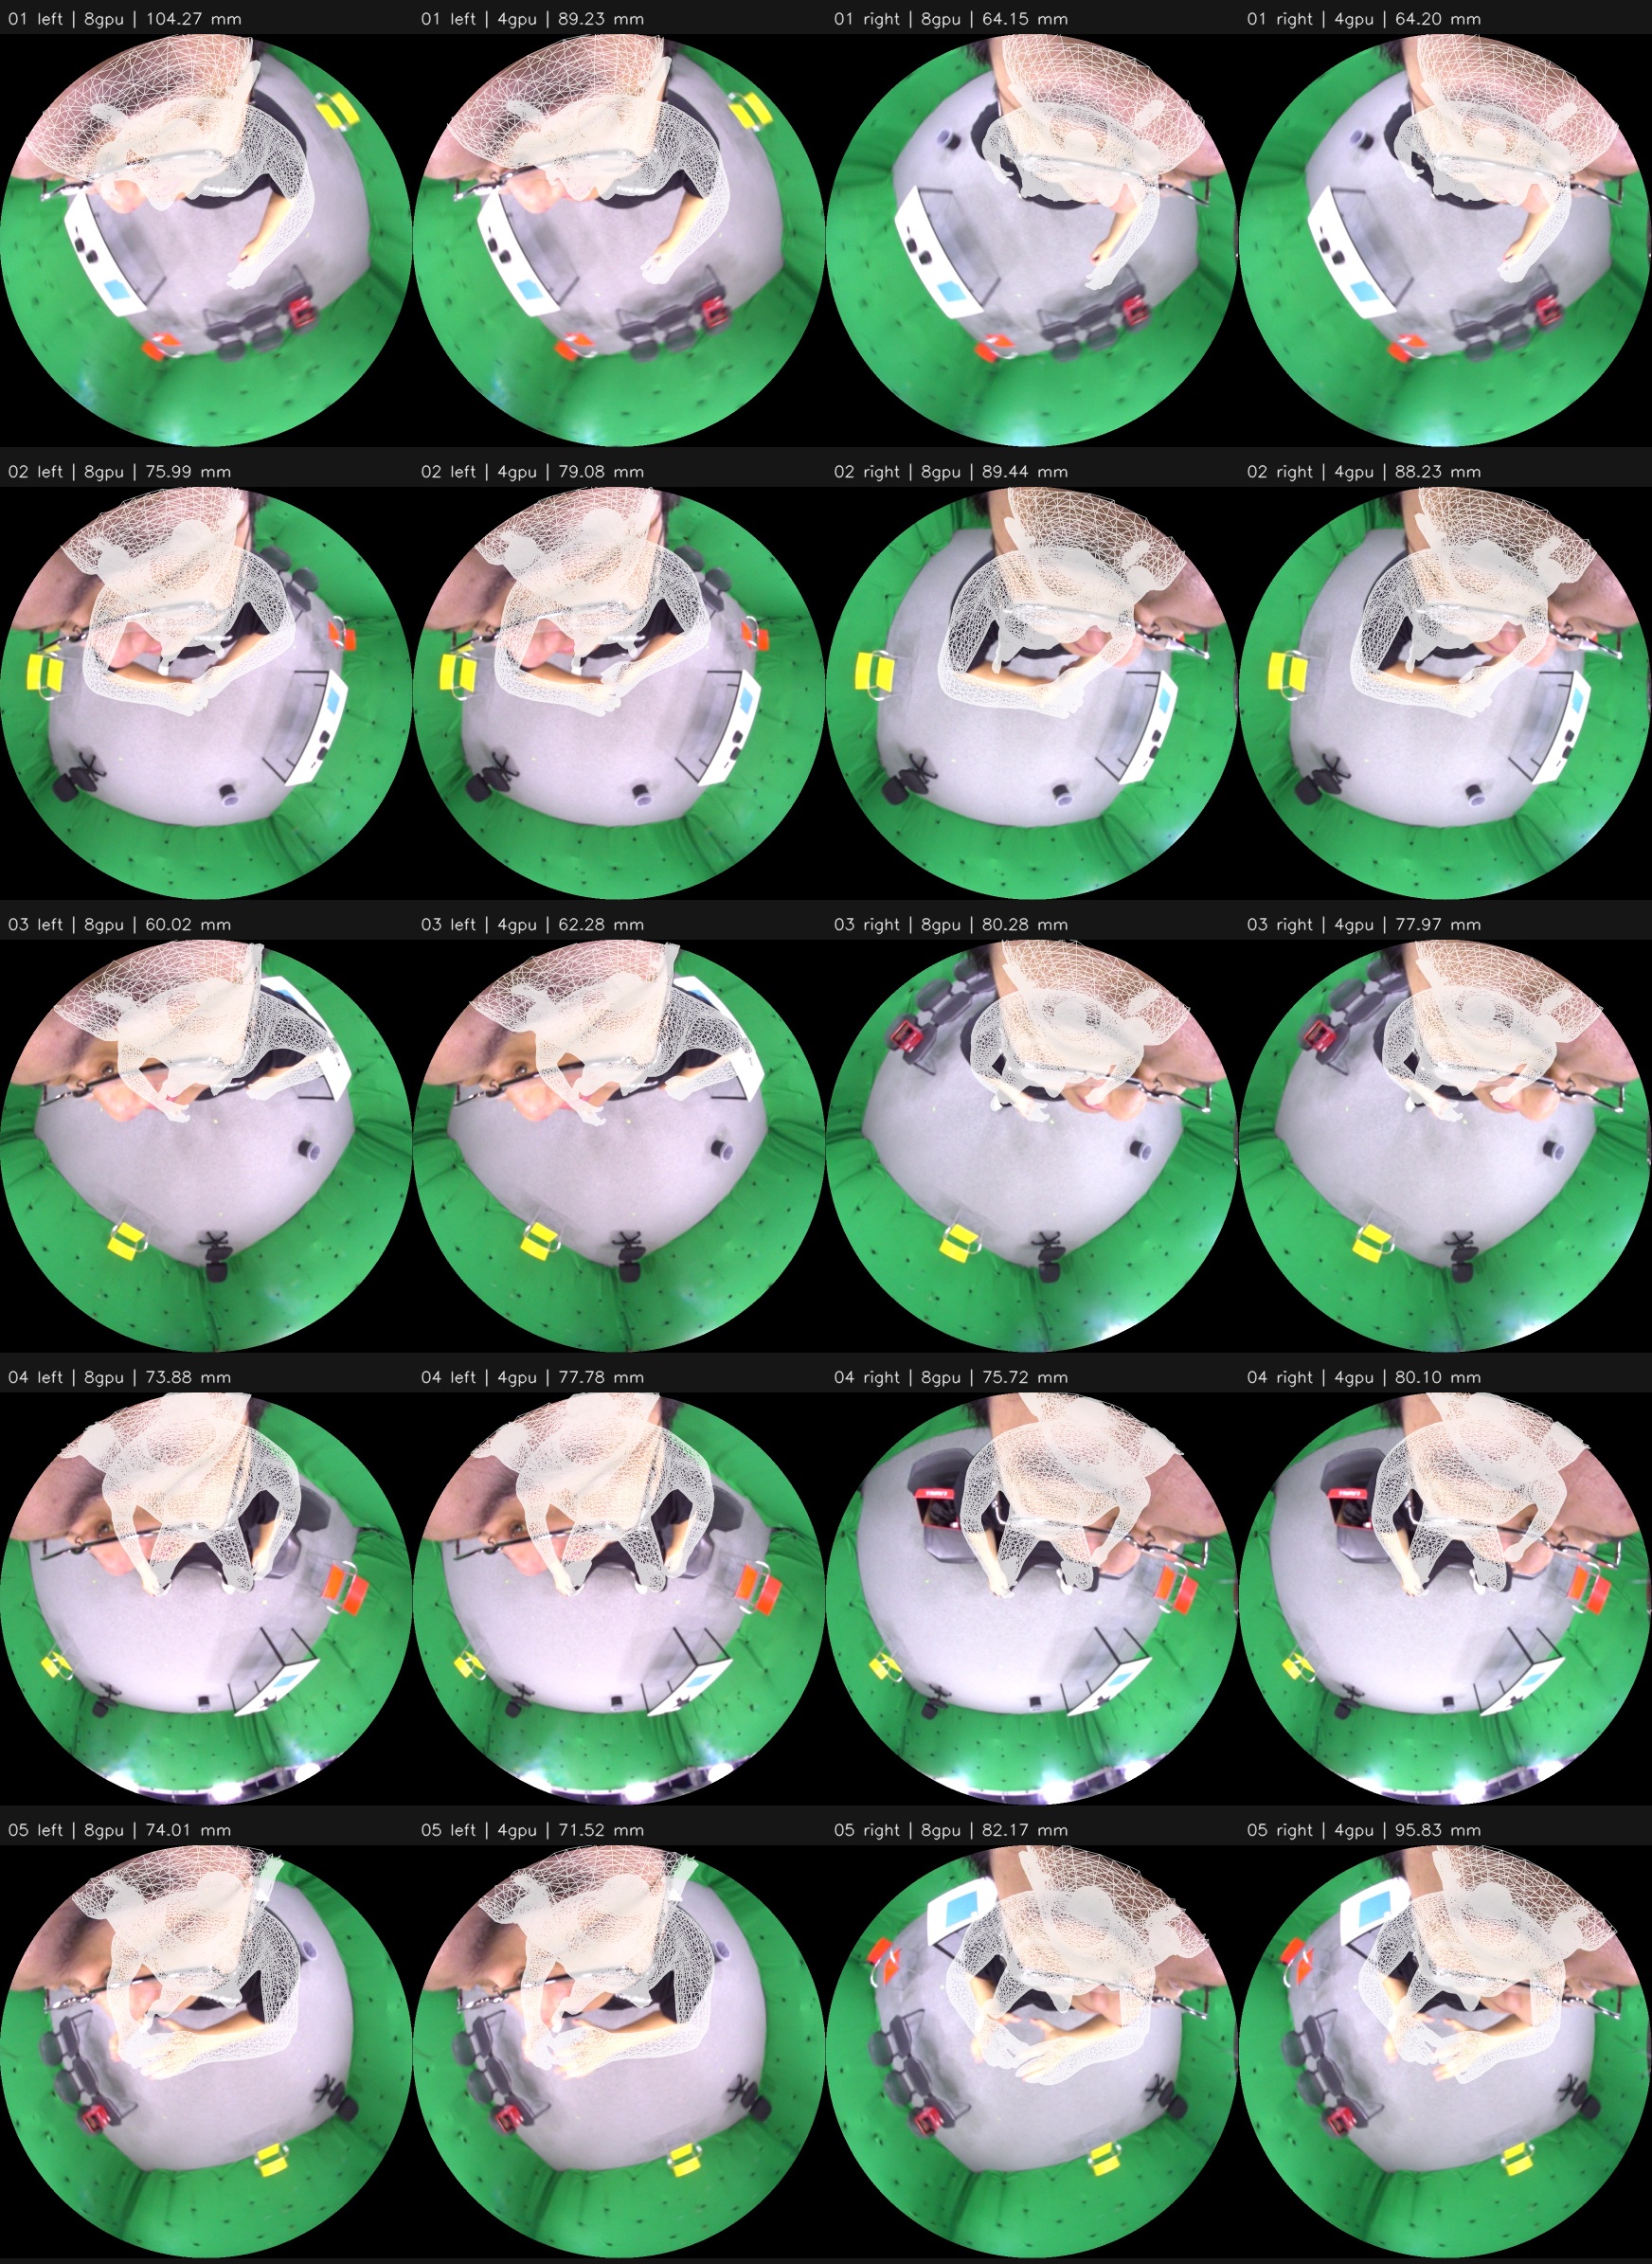 01 left | 8gpu | 104.27 mm
01 left | 4gpu | 89.23 mm
01 right | 8gpu | 64.15 mm
01 right | 4gpu | 64.20 mm
02 left | 8gpu | 75.99 mm
02 left | 4gpu | 79.08 mm
02 right | 8gpu | 89.44 mm
02 right | 4gpu | 88.23 mm
03 left | 8gpu | 60.02 mm
03 left | 4gpu | 62.28 mm
03 right | 8gpu | 80.28 mm
03 right | 4gpu | 77.97 mm
04 left | 8gpu | 73.88 mm
04 left | 4gpu | 77.78 mm
04 right | 8gpu | 75.72 mm
04 right | 4gpu | 80.10 mm
05 left | 8gpu | 74.01 mm
05 left | 4gpu | 71.52 mm
05 right | 8gpu | 82.17 mm
05 right | 4gpu | 95.83 mm